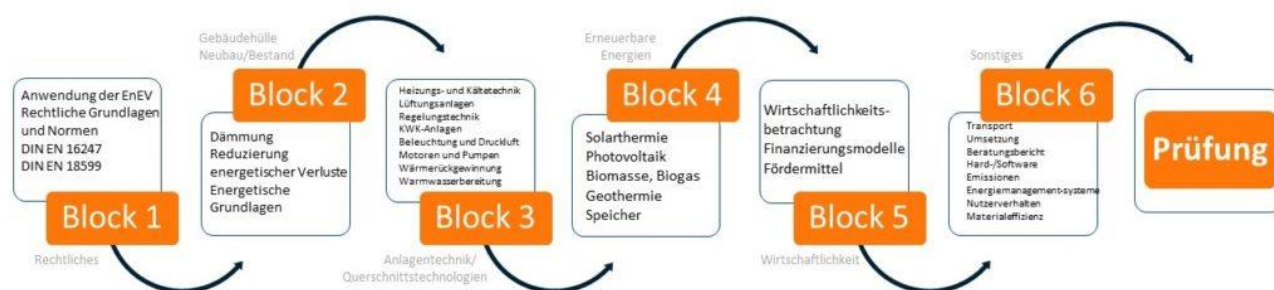 Anwendung der EnEV
Rechtliche Grundlagen
und Normen
DIN EN 16247
DIN EN 18599
Block 1
Rechtliches
Gebäudehülle
Neubau/Bestand
Block 2
Dämmung
Reduzierung
energetischer Verluste
Energetische
Grundlagen
Heizungs- und Kältetechnik
Lüftungsanlagen
Regelungstechnik
KWK-Anlagen
Beleuchtung und Druckluft
Motoren und Pumpen
Wärmerückgewinnung
Warmwasserbereitung
Block 3
Anlagentechnik/
Querschnittstechnologien
Erneuerbare
Energien
Block 4
Solarthermie
Photovoltaik
Biomasse, Biogas
Geothermie
Speicher
Wirtschaftlichkeits-
betrachtung
Finanzierungsmodelle
Fördermittel
Block 5
Wirtschaftlichkeit
Sonstiges
Block 6
Transport
Umsetzung
Beratungsbericht
Hard-/Software
Emissionen
Energiemanagement-systeme
Nutzerverhalten
Materialeffizienz
Prüfung